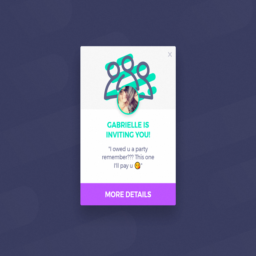 x
GABRIELLE IS
INVITING YOU!
"I owed u a party
remember??? This one
I'll pay u 😘"
MORE DETAILS